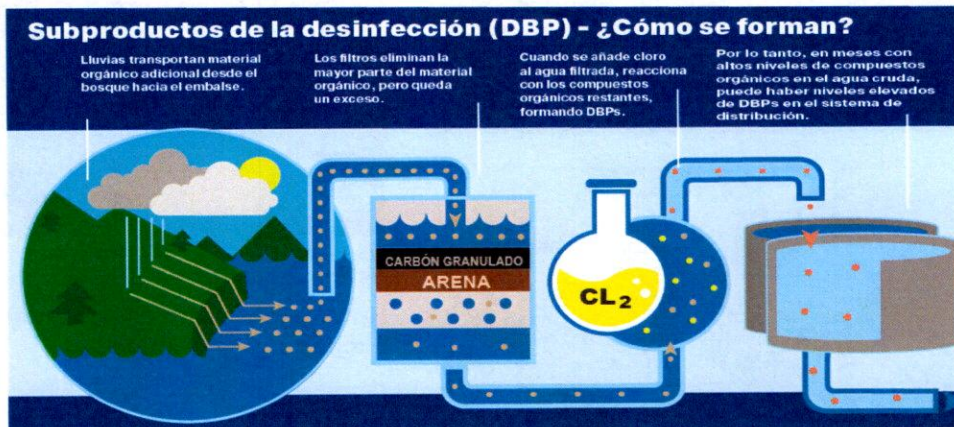 Subproductos de la desinfección (DBP) - ¿Cómo se forman?
Lluvias transportan material
orgánico adicional desde el
bosque hacia el embalse.
Los filtros eliminan la
mayor parte del material
orgánico, pero queda
un exceso.
Cuando se añade cloro
al agua filtrada, reacciona
con los compuestos
orgánicos restantes,
formando DBPs.
Por lo tanto, en meses con
altos niveles de compuestos
orgánicos en el agua cruda,
puede haber niveles elevados
de DBPs en el sistema de
distribución.
CARBÓN GRANULADO
ARENA
CL2